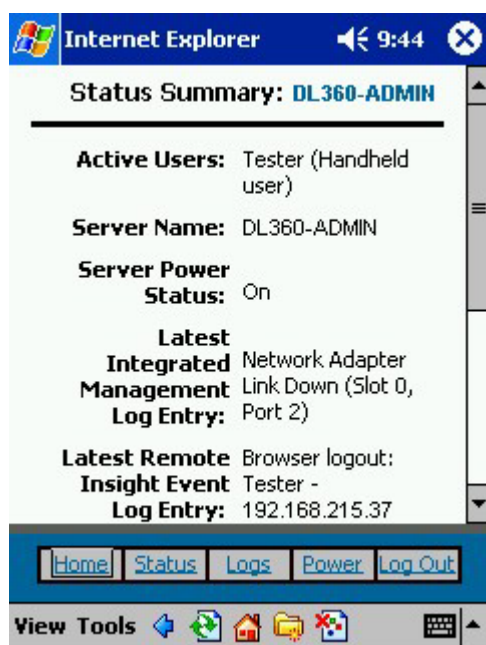 Internet Explorer 9:44
Status Summary: DL360-ADMIN
Active Users: Tester (Handheld
user)
Server Name: DL360-ADMIN
Server Power
Status: On
Latest
Integrated Network Adapter
Management Link Down (Slot 0,
Log Entry: Port 2)
Latest Remote Browser logout:
Insight Event Tester -
Log Entry: 192.168.215.37
Home Status Logs Power Log Out
View Tools